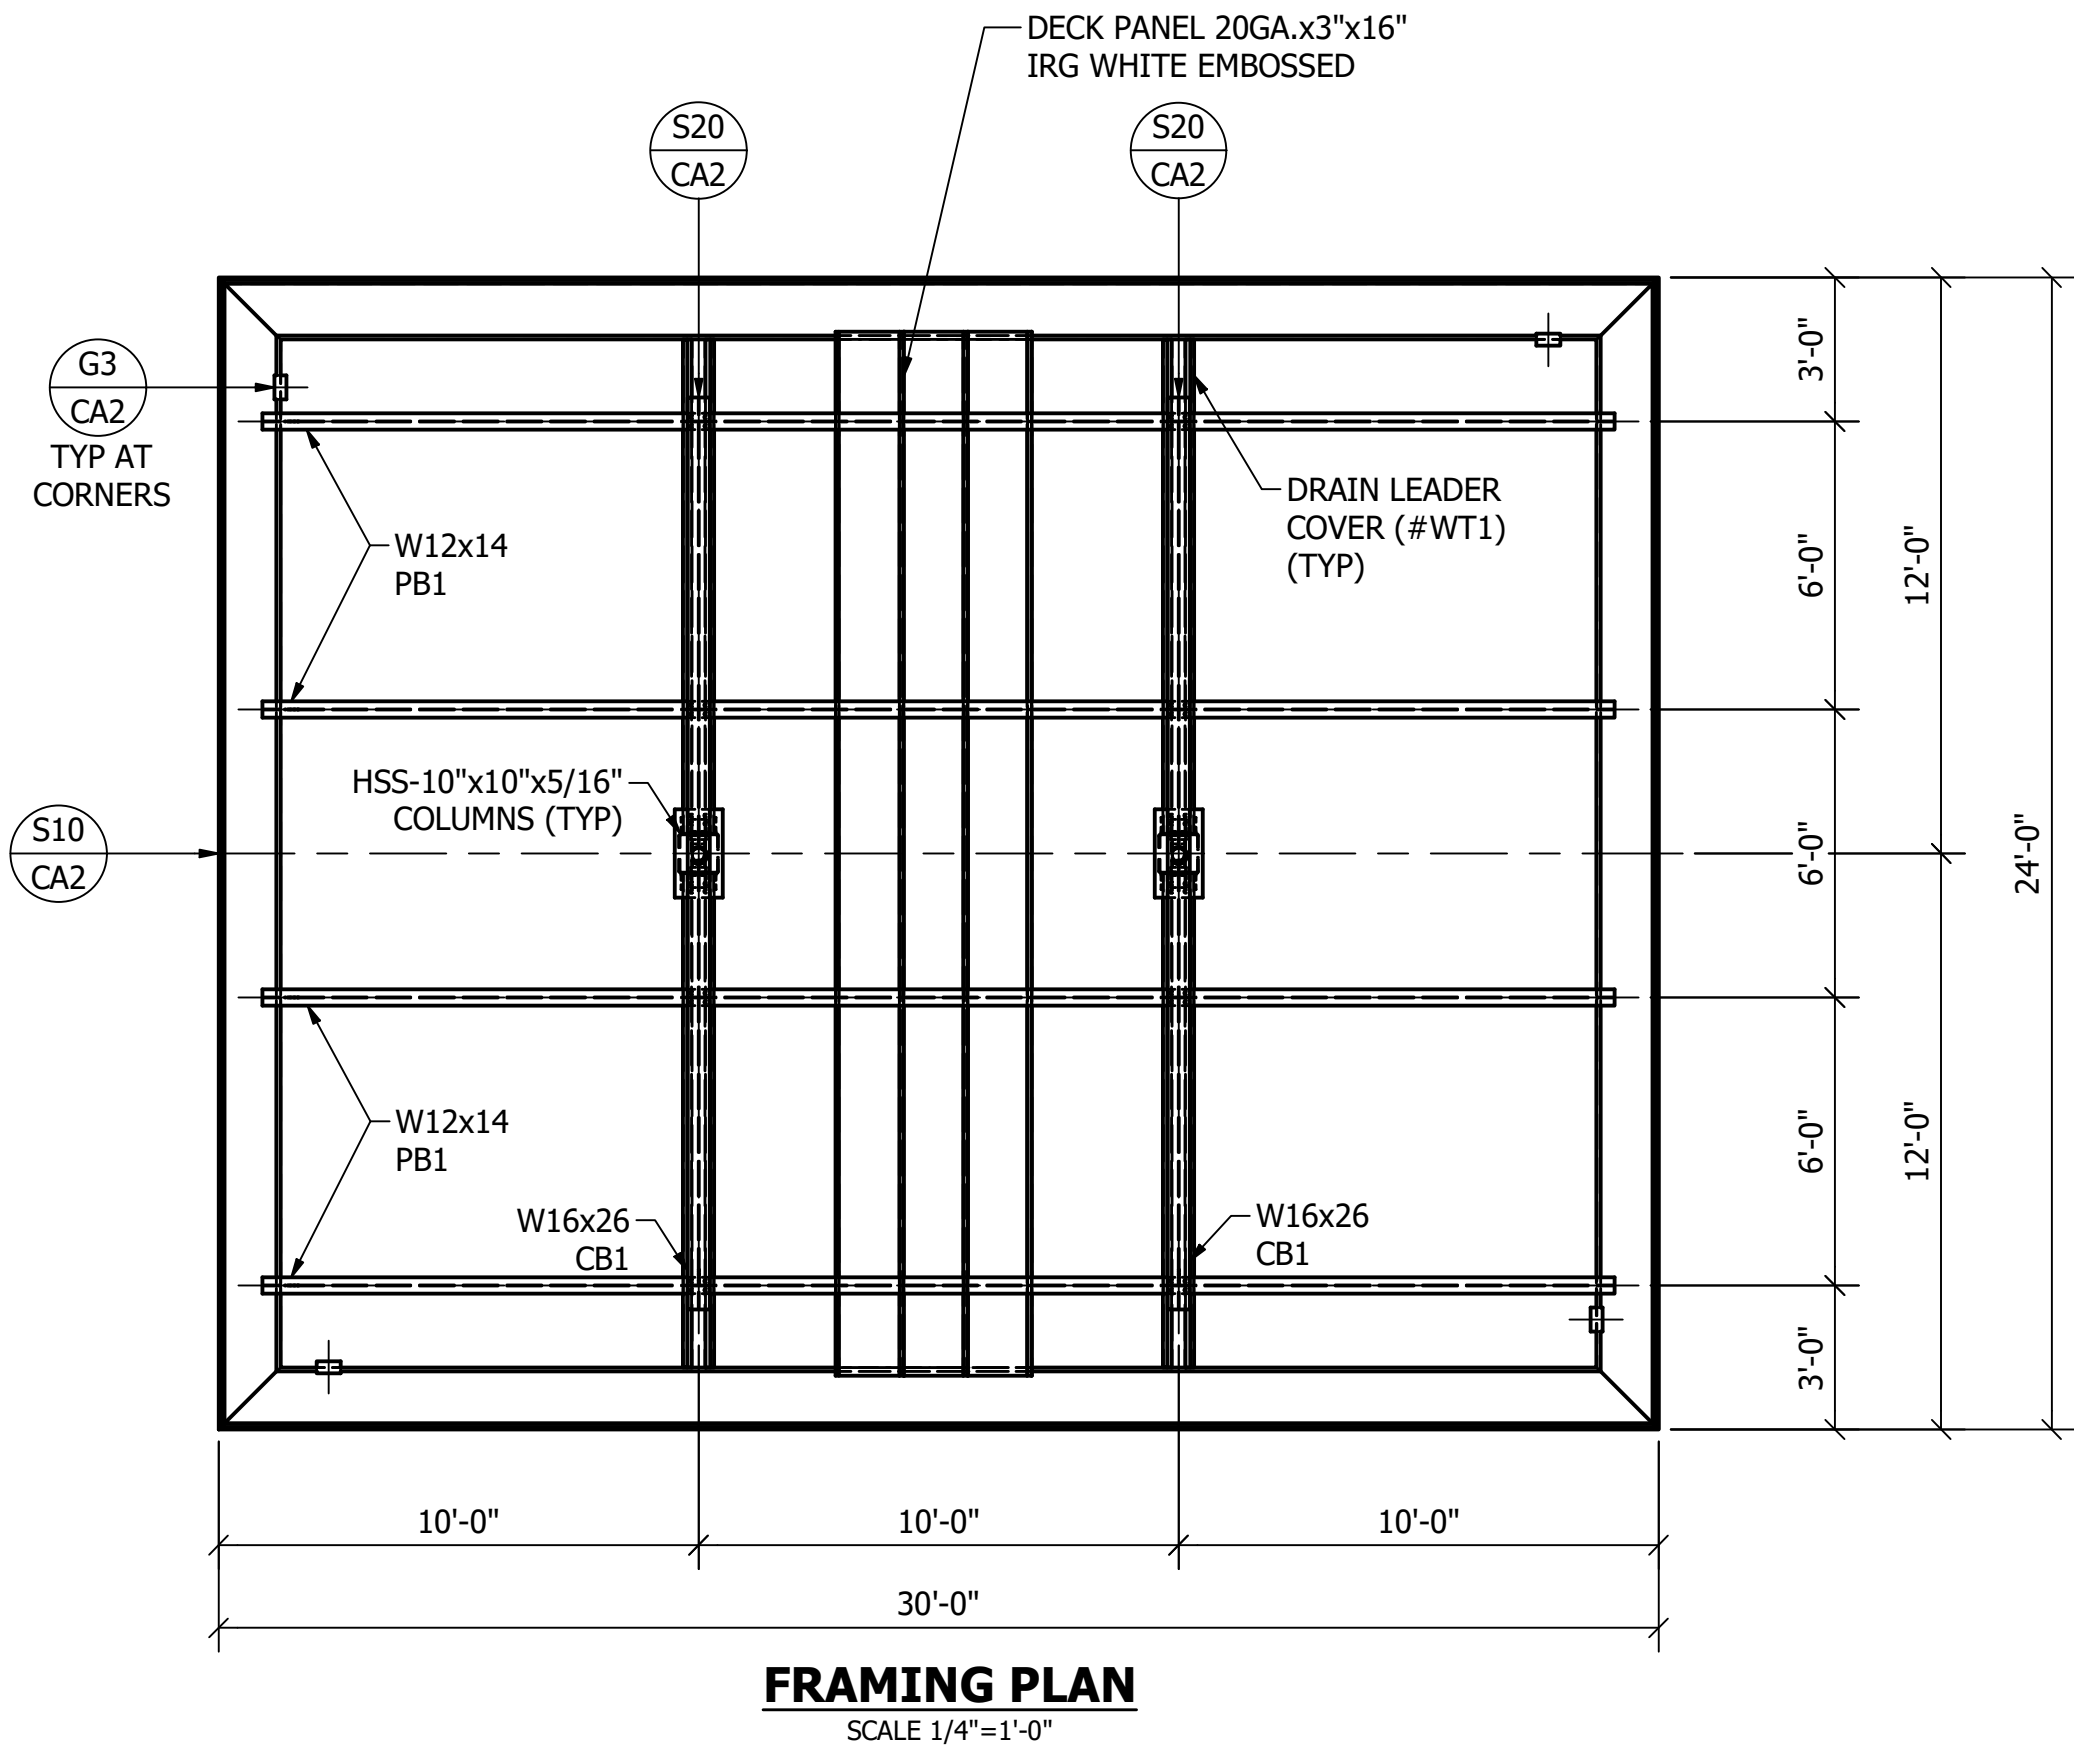 DECK PANEL 20GA.x3"x16"
IRG WHITE EMBOSSED
S20
CA2
S20
CA2
G3
CA2
TYP AT
CORNERS
3'-0"
W12x14
PB1
DRAIN LEADER
COVER (#WT1)
(TYP)
6'-0"
12'-0"
HSS-10"x10"x5/16"
COLUMNS (TYP)
S10
CA2
6'-0"
24'-0"
W12x14
PB1
6'-0"
12'-0"
W16x26
CB1
W16x26
CB1
3'-0"
10'-0"
10'-0"
10'-0"
30'-0"
FRAMING PLAN
SCALE 1/4"=1'-0"